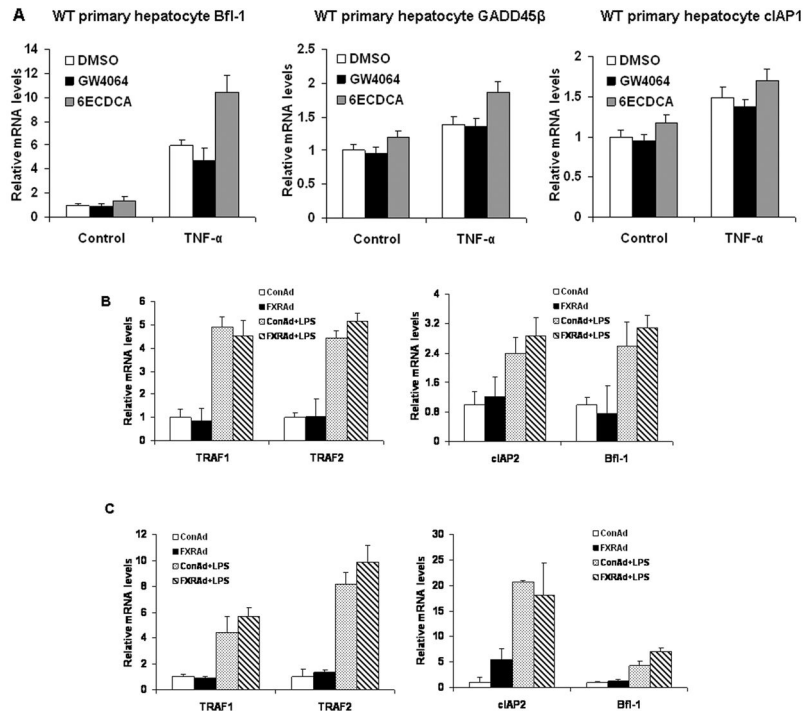 A
WT primary hepatocyte Bfl-1
WT primary hepatocyte GADD45β
WT primary hepatocyte cIAP1
Relative mRNA levels
14
12
10
8
6
4
2
0
DMSO
GW4064
6ECDCA
Control
TNF-α
Relative mRNA levels
2.5
2
1.5
1
0.5
DMSO
GW4064
6ECDCA
Control
TNF-α
Relative mRNA levels
2
1.5
1
0.5
0
DMSO
GW4064
6ECDCA
Control
TNF-α
B
Relative mRNA levels
6
5
4
3
2
1
0
ConAd
FXRAd
ConAd+LPS
FXRAd+LPS
TRAF1
TRAF2
Relative mRNA levels
4
3.2
2.4
1.6
0.8
0
ConAd
FXRAd
ConAd+LPS
FXRAd+LPS
cIAP2
Bfl-1
C
Relative mRNA levels
12
10
8
6
4
2
0
ConAd
FXRAd
ConAd+LPS
FXRAd+LPS
TRAF1
TRAF2
Relative mRNA levels
30
25
20
15
10
5
0
ConAd
FXRAd
ConAd+LPS
FXRAd+LPS
cIAP2
Bfl-1